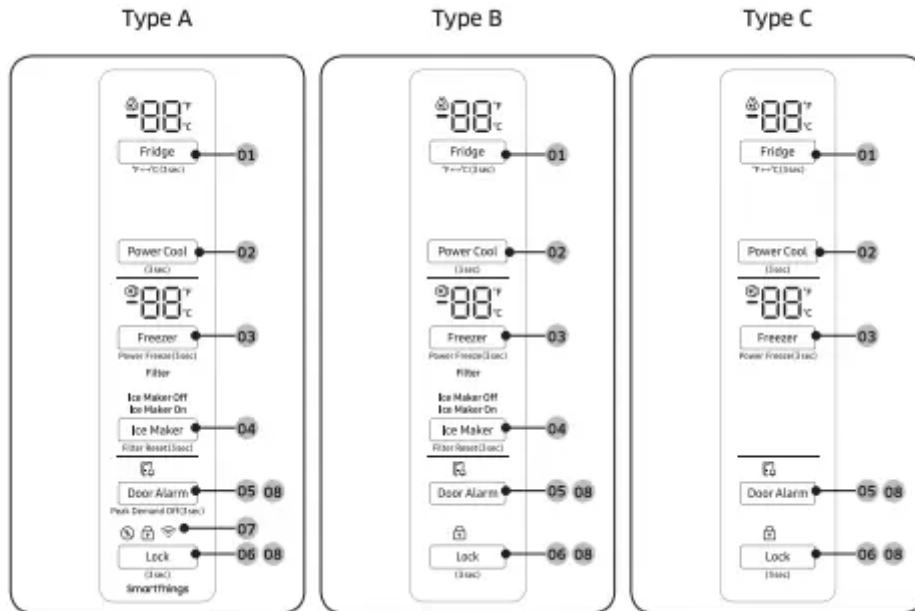 Type A
Type B
Type C
-88 °F °C
Fridge
01
°F↔°C(3sec)
Power Cool
02
(3sec)
-88 °F °C
Freezer
03
Power Freeze(3sec)
Filter
Ice Maker Off
Ice Maker On
Ice Maker
04
Filter Reset(3sec)
Door Alarm
05 08
Peak Demand Off(3sec)
07
Lock
06 08
(3sec)
SmartThings
-88 °F °C
Fridge
01
°F↔°C(3sec)
Power Cool
02
(3sec)
-88 °F °C
Freezer
03
Power Freeze(3sec)
Filter
Ice Maker Off
Ice Maker On
Ice Maker
04
Filter Reset(3sec)
Door Alarm
05 08
Lock
06 08
(3sec)
-88 °F °C
Fridge
01
°F↔°C(3sec)
Power Cool
02
(3sec)
-88 °F °C
Freezer
03
Power Freeze(3sec)
Door Alarm
05 08
Lock
06 08
(3sec)